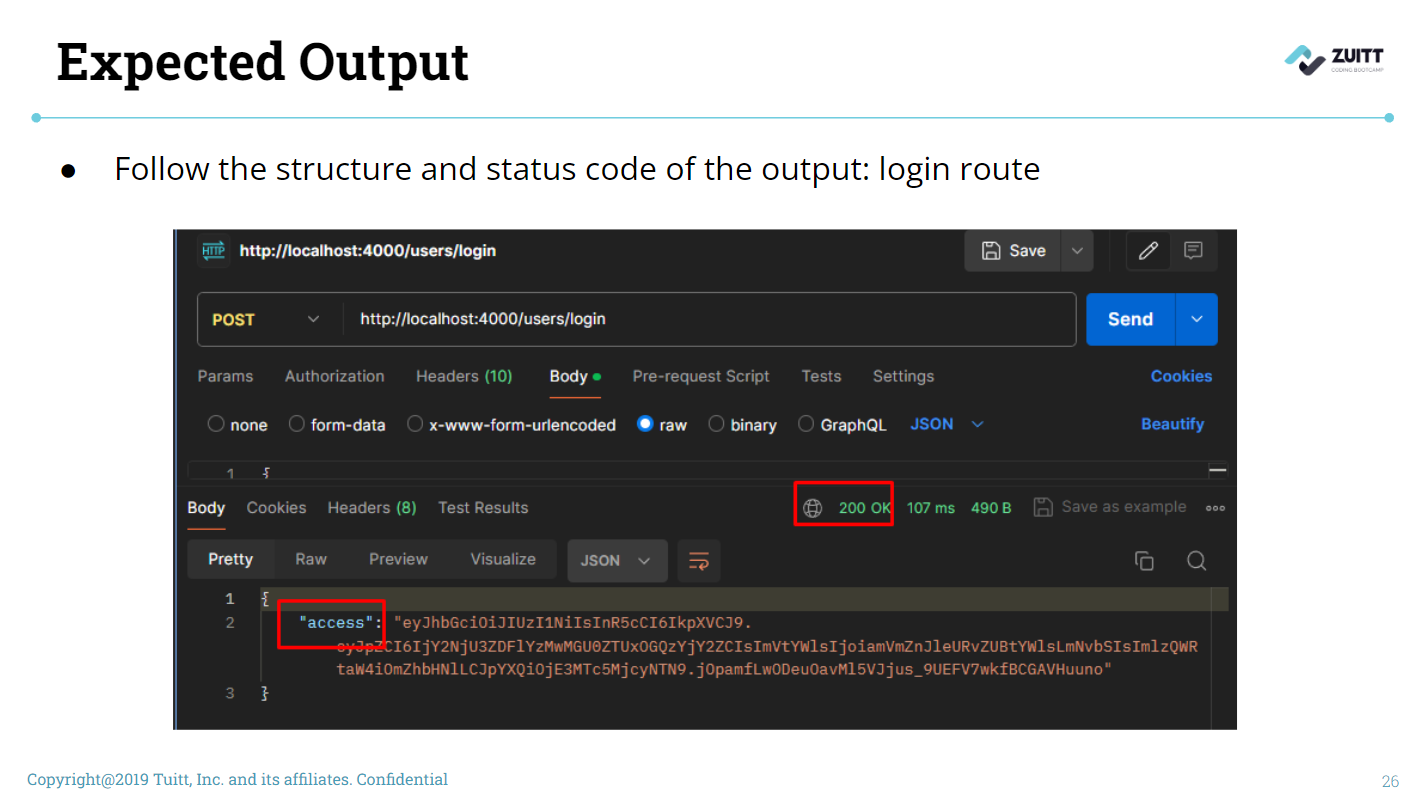 Expected Output
ZUITT
CODING BOOTCAMP
● Follow the structure and status code of the output: login route
HTTP http://localhost:4000/users/login Save
POST http://localhost:4000/users/login Send
Params Authorization Headers (10) Body Pre-request Script Tests Settings Cookies
none form-data x-www-form-urlencoded raw binary GraphQL JSON Beautify
1 {
Body Cookies Headers (8) Test Results 200 OK 107 ms 490 B Save as example
Pretty Raw Preview Visualize JSON
1 {
2 "access": "eyJhbGciOiJIUzI1NiIsInR5cCI6IkpXVCJ9.
eyJpZCI6IjY2NjU3ZDFlYzMwMGU0ZTUxOGQzYjY2ZCIsImVtYWlsIjoiamVmZnJleURvZUBtYWlsLmNvbSIsImlzQWR
taW4iOmZhbHNlLCJpYXQiOjE3MTc5MjcyNTN9.jOpamfLwODeuOavMl5VJjus_9UEFV7wkfBCGAVHuuno"
3 }
Copyright@2019 Tuitt, Inc. and its affiliates. Confidential
26